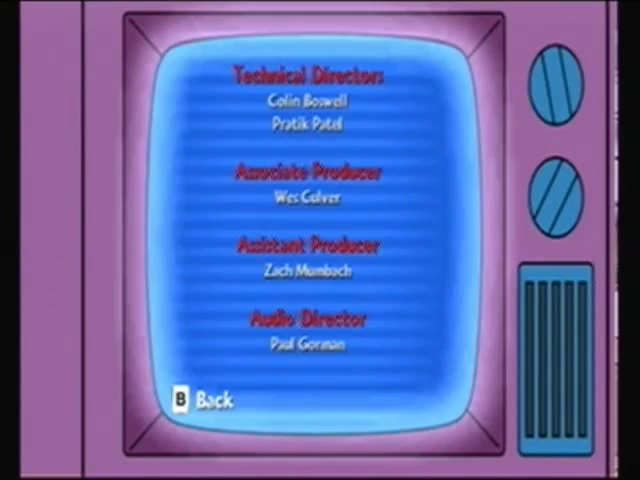 Technical Directors
Colin Boswell
Pratik Patel
Associate Producer
Wes Culver
Assistant Producer
Zach Mumbach
Audio Director
Paul Gorman
B Back